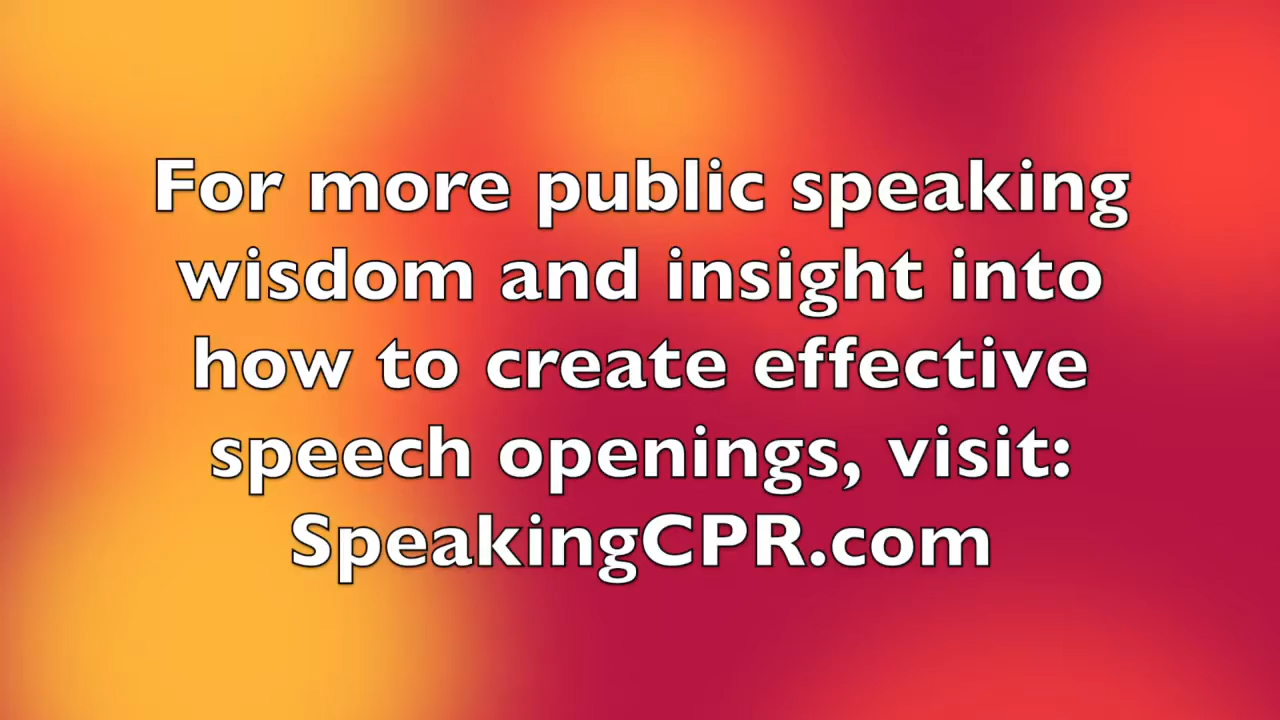 For more public speaking
wisdom and insight into
how to create effective
speech openings, visit:
SpeakingCPR.com